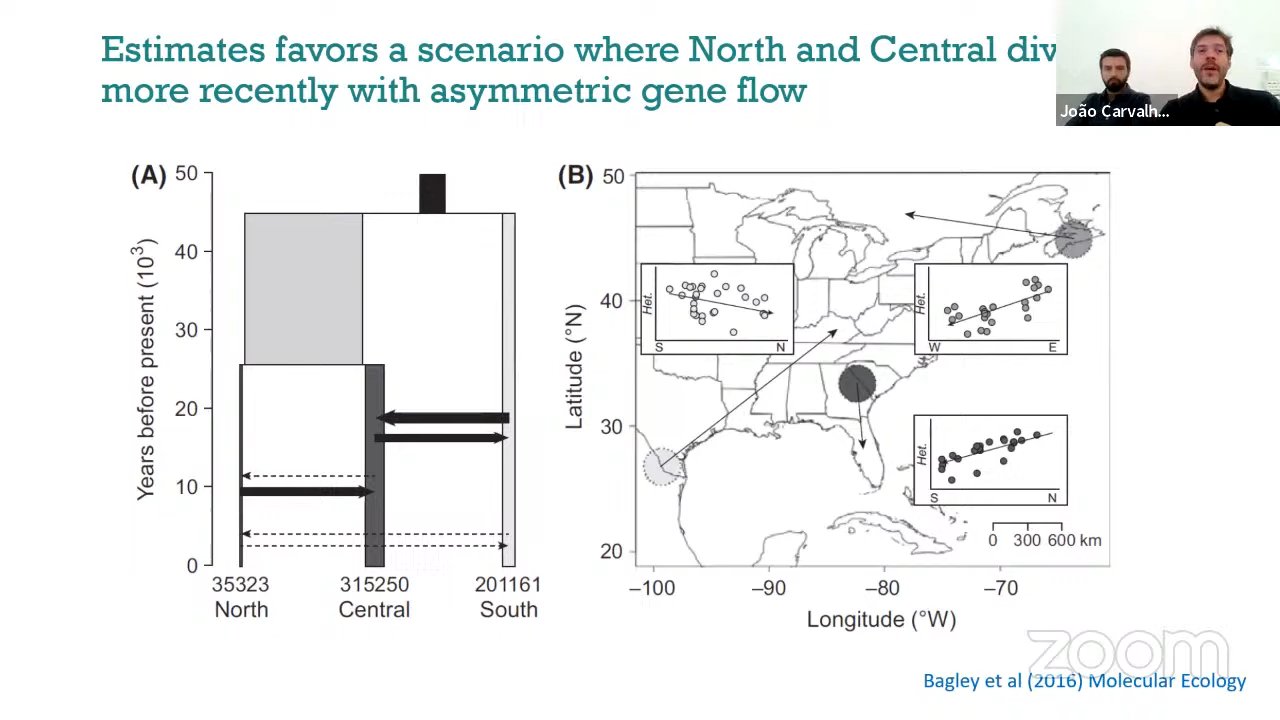 Estimates favors a scenario where North and Central div
more recently with asymmetric gene flow
João Carvalh...
(A)
Years before present (10³)
50
40
30
20
10
0
35323
315250
201161
North
Central
South
(B)
Latitude (°N)
50
40
30
20
Het.
S
N
Het.
W
E
Het.
S
N
0
300
600 km
–100
–90
–80
–70
Longitude (°W)
zoom
Bagley et al (2016) Molecular Ecology